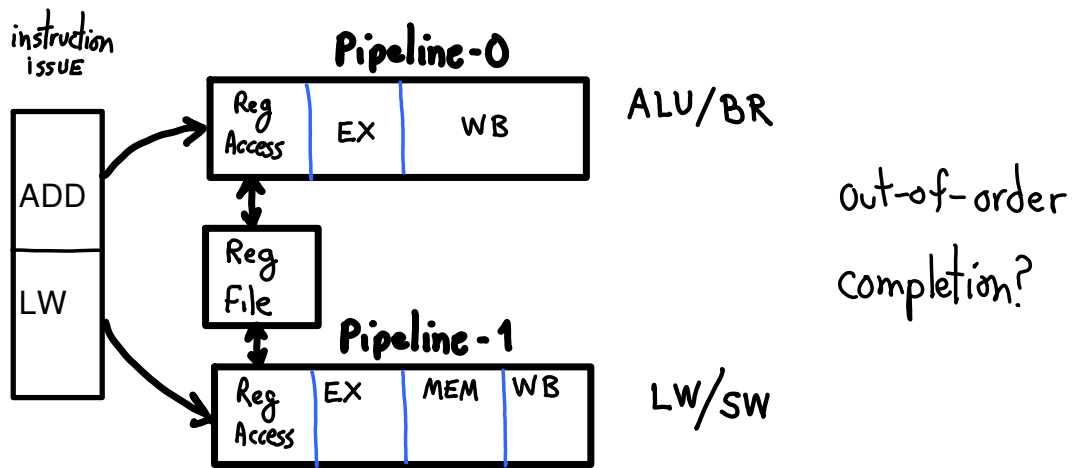 instruction
issue
ADD
LW
Pipeline-0
Reg
Access
EX
WB
ALU/BR
Reg
File
Pipeline-1
Reg
Access
EX
MEM
WB
LW/SW
out-of-order
completion?